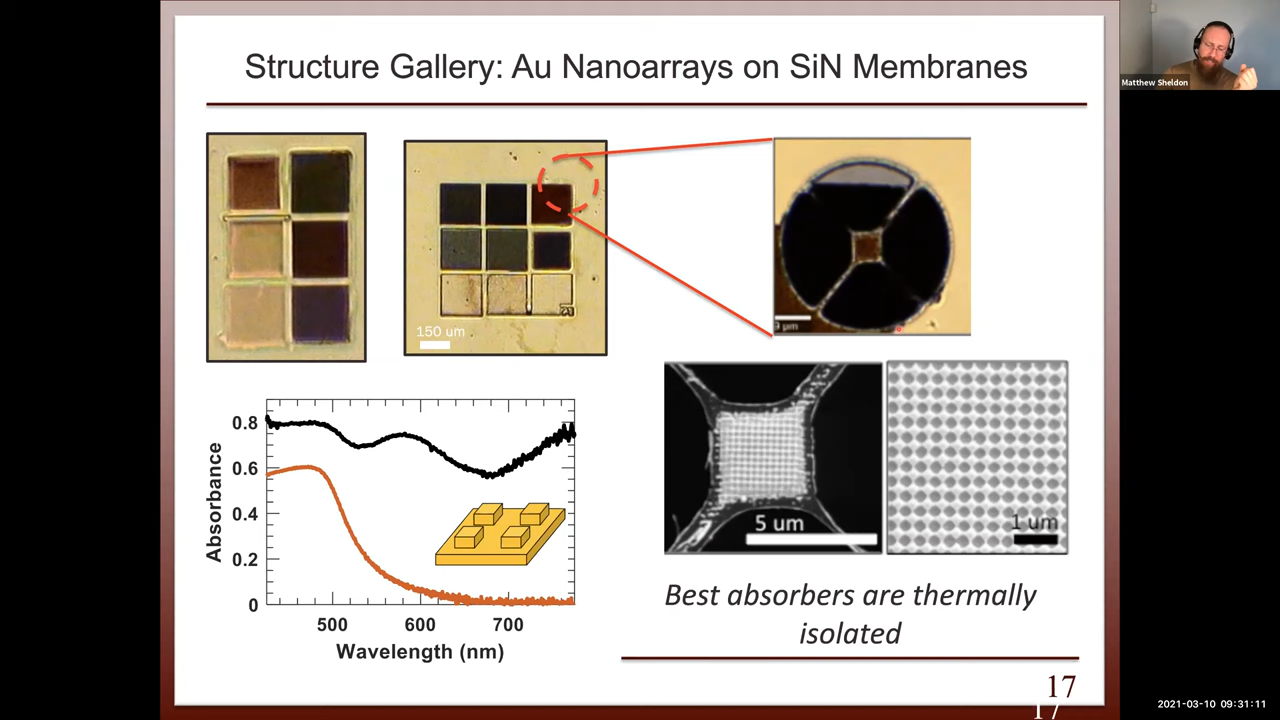 Structure Gallery: Au Nanoarrays on SiN Membranes
Matthew Sheldon
150 um
μm
0.8
0.6
0.4
0.2
0
Absorbance
500 600 700
Wavelength (nm)
5 um
1 um
Best absorbers are thermally
isolated
17
17
2021-03-10 09:31:11